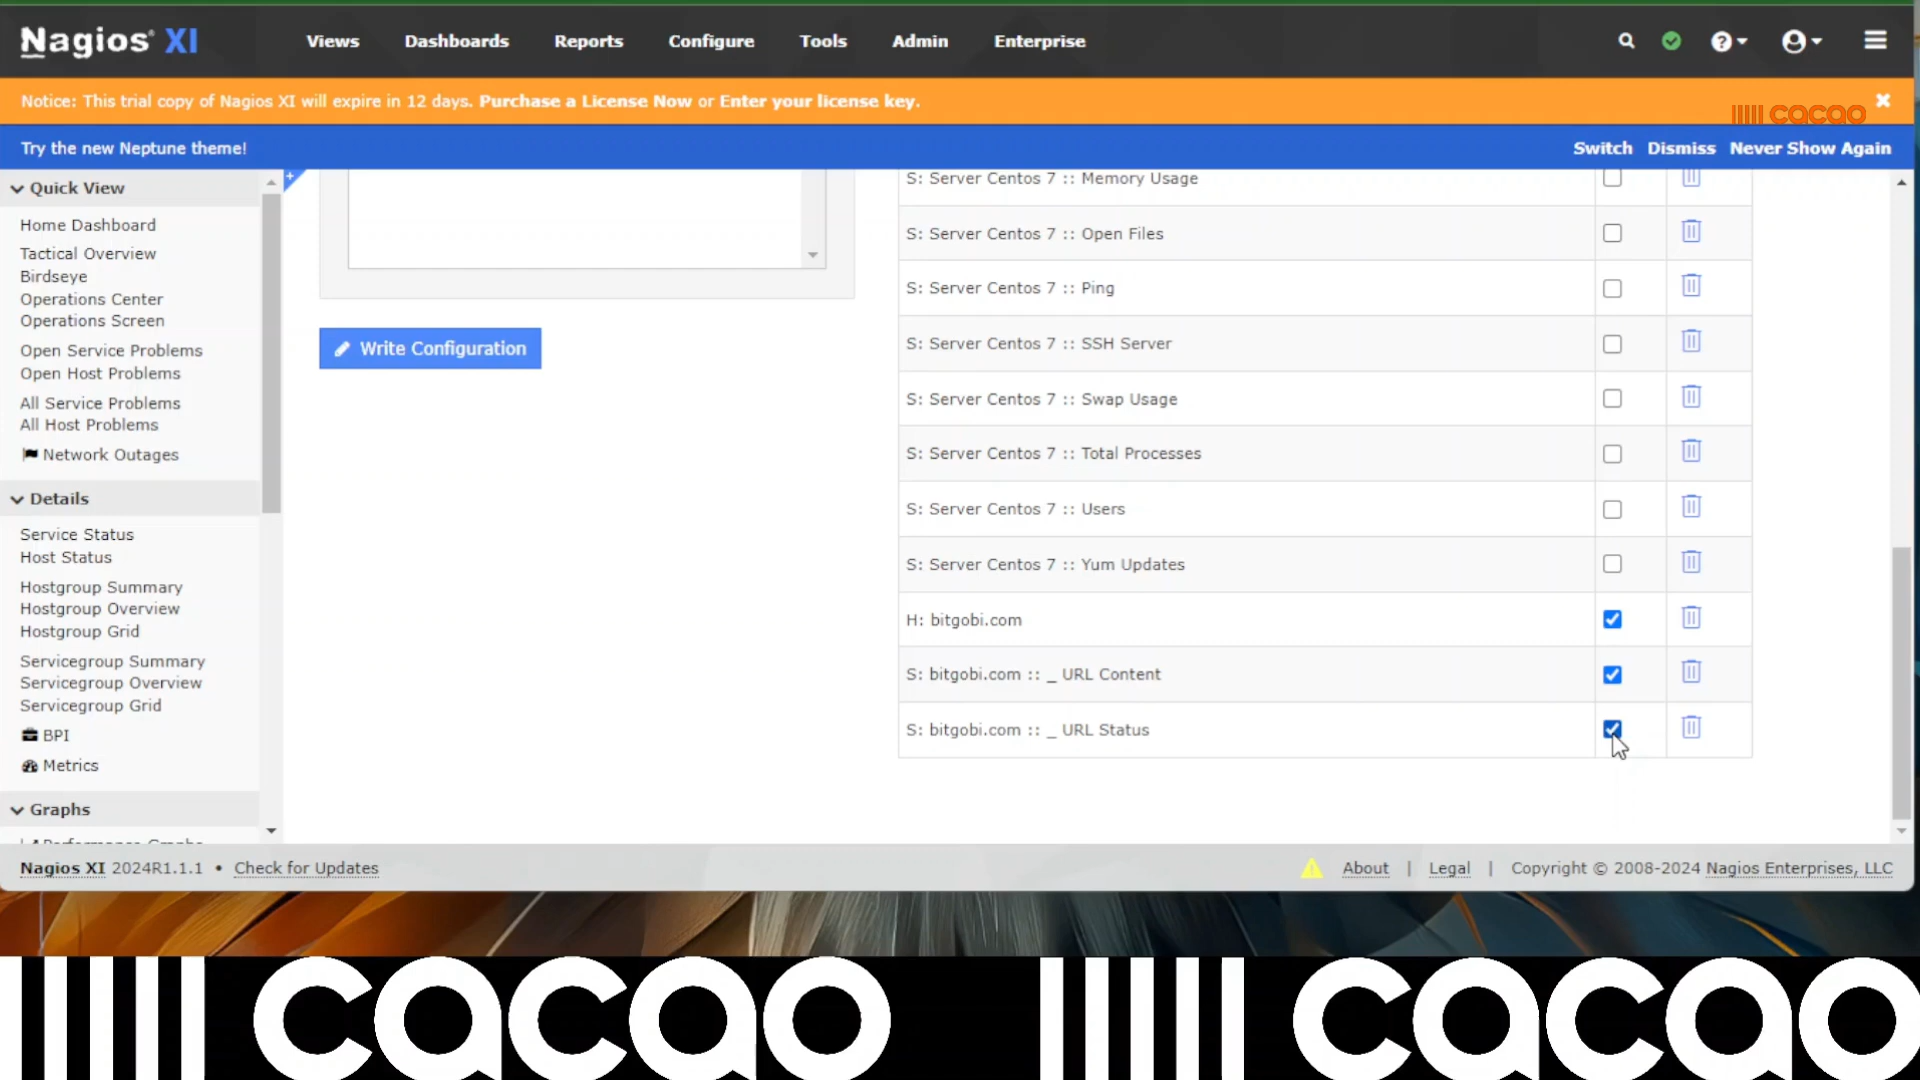 Nagios® XI
Views
Dashboards
Reports
Configure
Tools
Admin
Enterprise
Notice: This trial copy of Nagios XI will expire in 12 days. Purchase a License Now or Enter your license key.
cacao
Try the new Neptune theme!
Switch
Dismiss
Never Show Again
Quick View
Home Dashboard
Tactical Overview
Birdseye
Operations Center
Operations Screen
Open Service Problems
Open Host Problems
All Service Problems
All Host Problems
Network Outages
Details
Service Status
Host Status
Hostgroup Summary
Hostgroup Overview
Hostgroup Grid
Servicegroup Summary
Servicegroup Overview
Servicegroup Grid
BPI
Metrics
Graphs
Performance Graphs
Write Configuration
S: Server Centos 7 :: Memory Usage
S: Server Centos 7 :: Open Files
S: Server Centos 7 :: Ping
S: Server Centos 7 :: SSH Server
S: Server Centos 7 :: Swap Usage
S: Server Centos 7 :: Total Processes
S: Server Centos 7 :: Users
S: Server Centos 7 :: Yum Updates
H: bitgobi.com
S: bitgobi.com :: _ URL Content
S: bitgobi.com :: _ URL Status
Nagios XI 2024R1.1.1 • Check for Updates
About | Legal | Copyright © 2008-2024 Nagios Enterprises, LLC
cacao
cacao